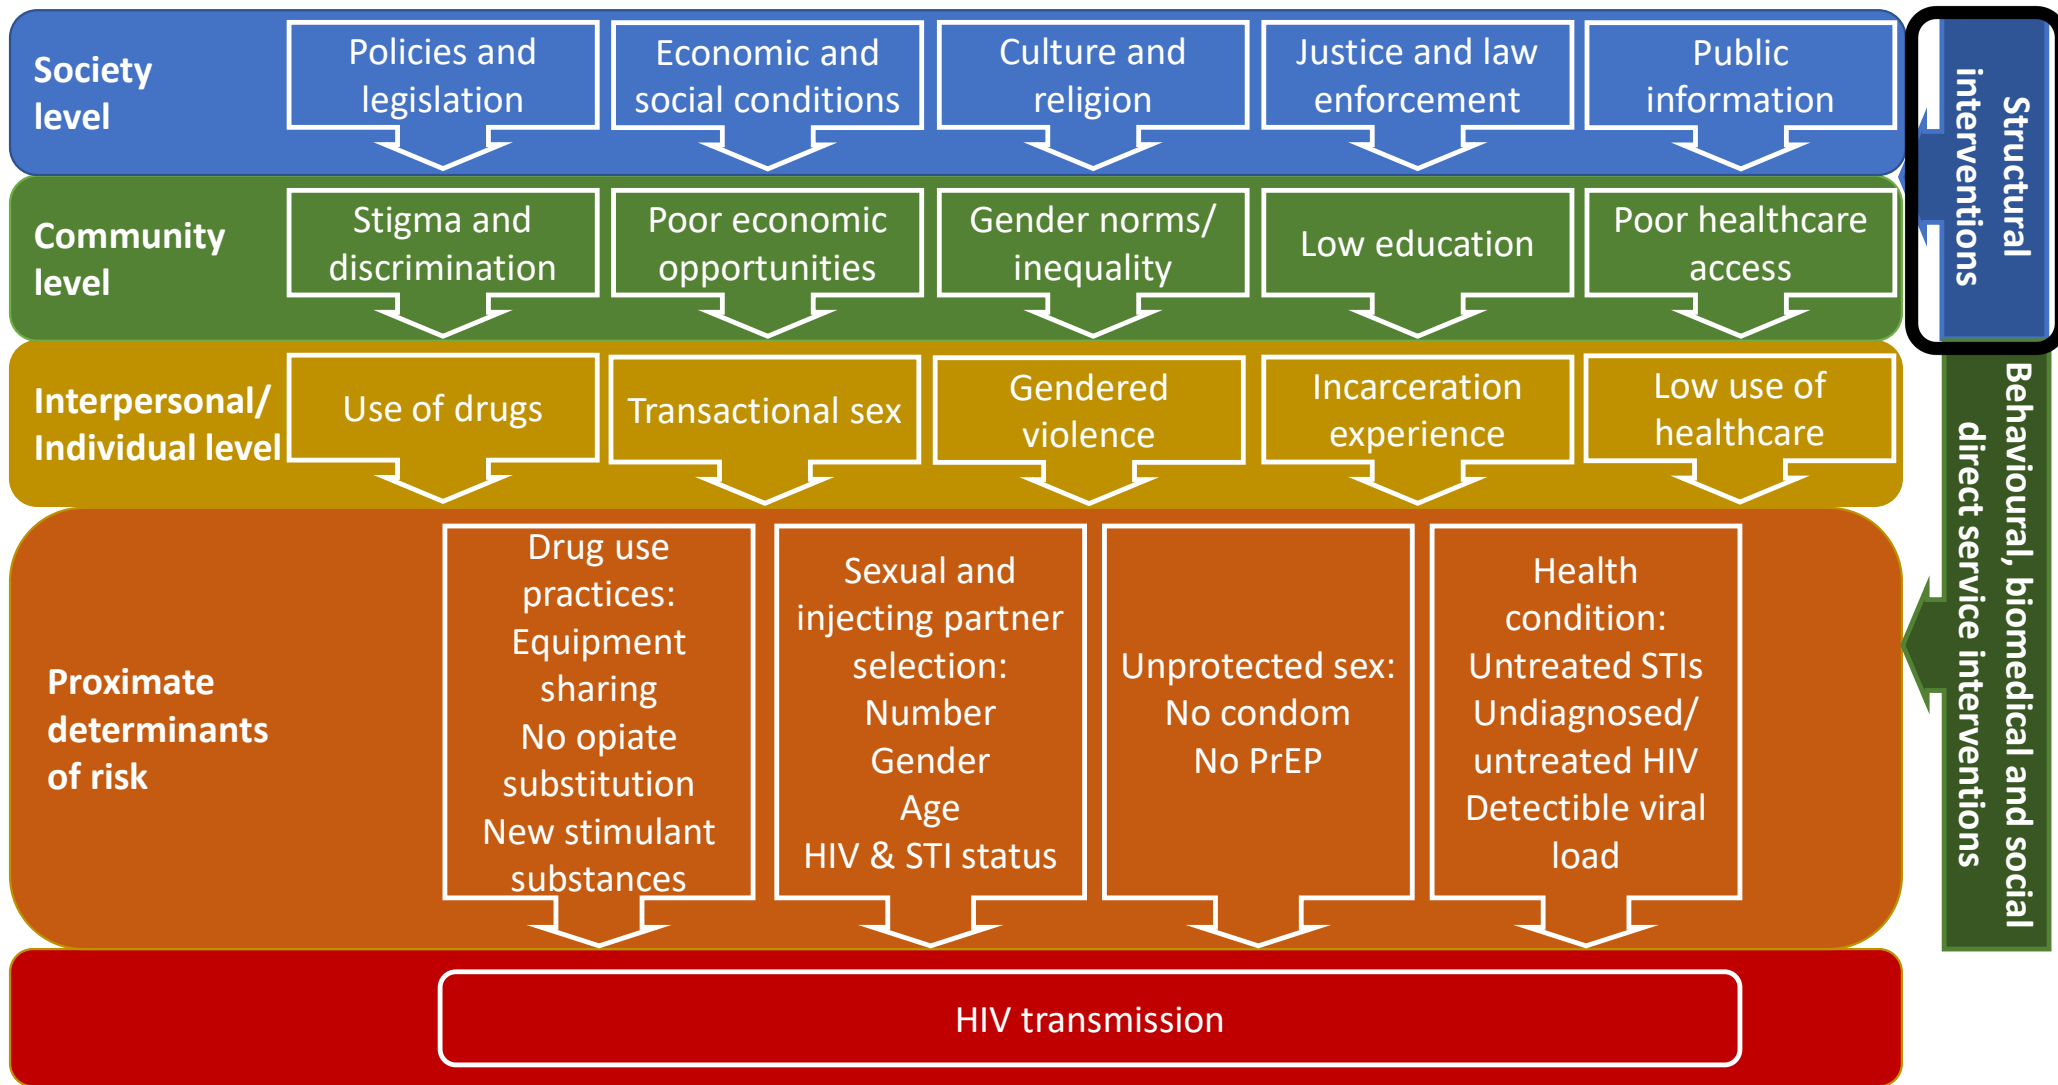 Society
level
Policies and
legislation
Economic and
social conditions
Culture and
religion
Justice and law
enforcement
Public
information
Structural
interventions
Community
level
Stigma and
discrimination
Poor economic
opportunities
Gender norms/
inequality
Low education
Poor healthcare
access
Interpersonal/
Individual level
Use of drugs
Transactional sex
Gendered
violence
Incarceration
experience
Low use of
healthcare
Behavioural, biomedical and social
direct service interventions
Proximate
determinants
of risk
Drug use
practices:
Equipment
sharing
No opiate
substitution
New stimulant
substances
Sexual and
injecting partner
selection:
Number
Gender
Age
HIV & STI status
Unprotected sex:
No condom
No PrEP
Health
condition:
Untreated STIs
Undiagnosed/
untreated HIV
Detectible viral
load
HIV transmission